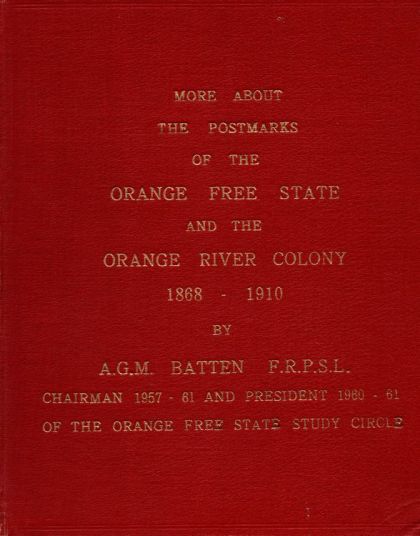 MORE ABOUT
THE POSTMARKS
OF THE
ORANGE FREE STATE
AND THE
ORANGE RIVER COLONY
1868 - 1910
BY
A.G.M. BATTEN F.R.P.S.L.
CHAIRMAN 1957 - 61 AND PRESIDENT 1960 - 61
OF THE ORANGE FREE STATE STUDY CIRCLE